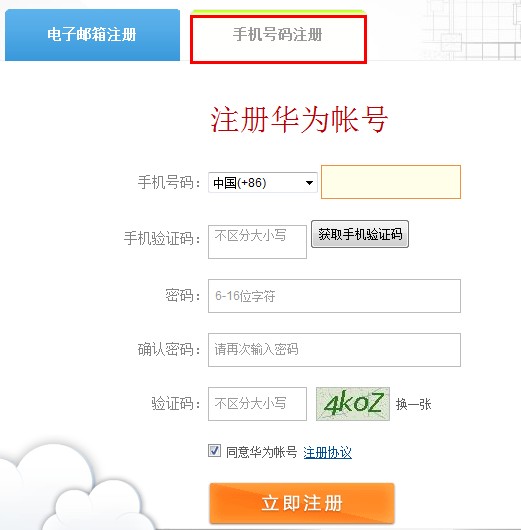 电子邮箱注册 手机号码注册
注册华为帐号
手机号码： 中国(+86)
手机验证码： 不区分大小写 获取手机验证码
密码： 6-16位字符
确认密码： 请再次输入密码
验证码： 不区分大小写 4koZ 换一张
同意华为帐号 注册协议
立即注册